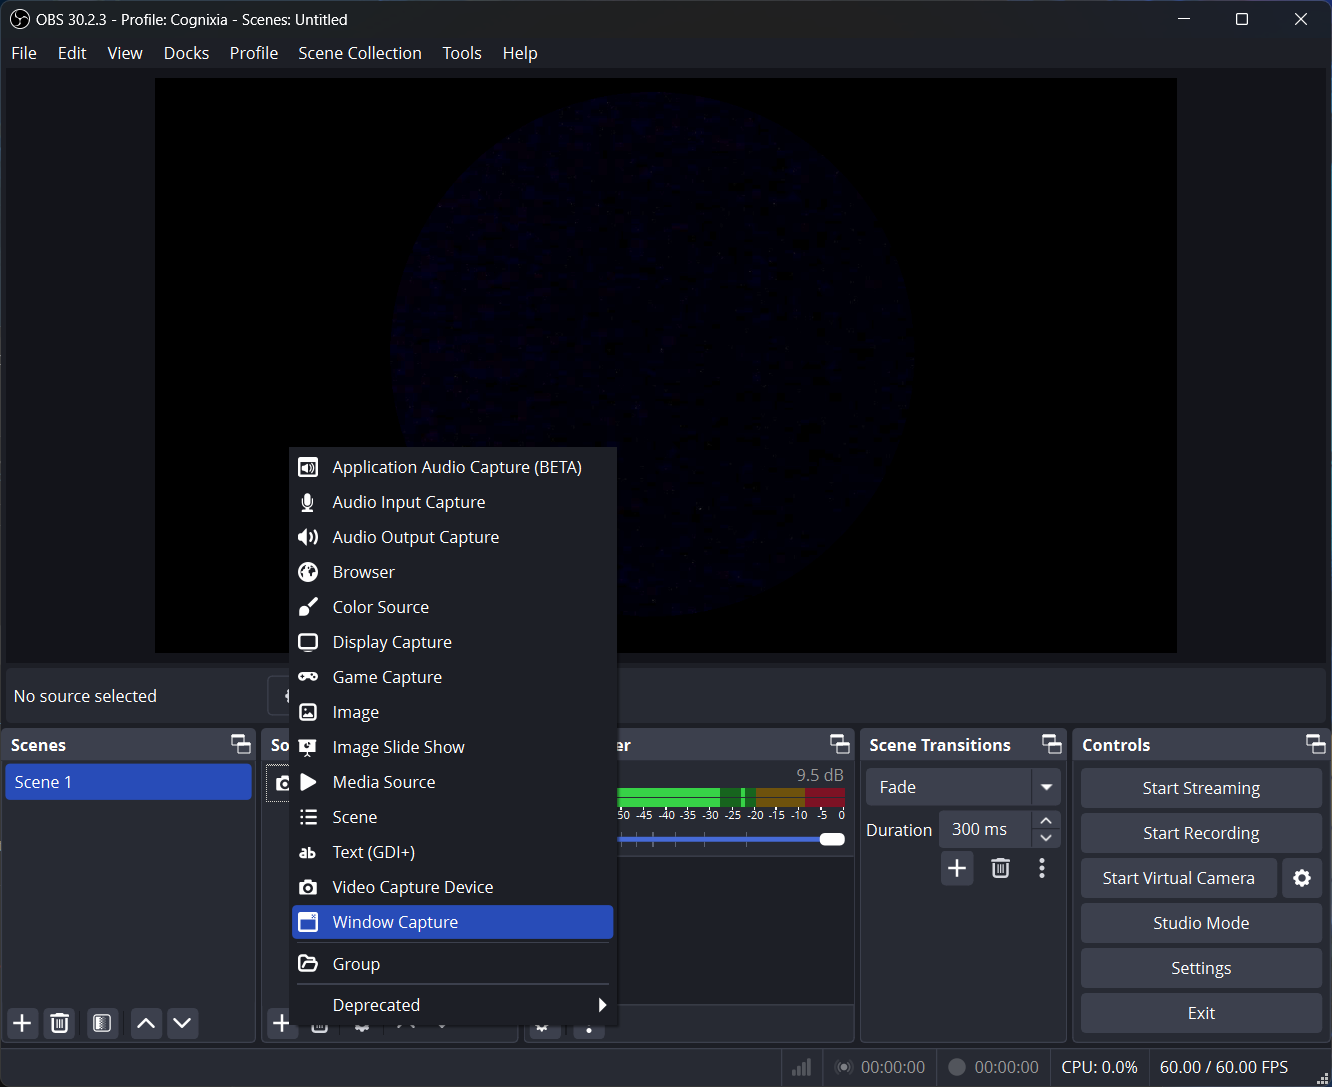 OBS 30.2.3 - Profile: Cognixia - Scenes: Untitled
File Edit View Docks Profile Scene Collection Tools Help
Application Audio Capture (BETA)
Audio Input Capture
Audio Output Capture
Browser
Color Source
Display Capture
Game Capture
Image
Image Slide Show
Media Source
Scene
ab Text (GDI+)
Video Capture Device
Window Capture
Group
Deprecated
No source selected
Scenes
Scene 1
So
er
9.5 dB
50 -45 -40 -35 -30 -25 -20 -15 -10 -5 0
Scene Transitions
Fade
Duration 300 ms
Controls
Start Streaming
Start Recording
Start Virtual Camera
Studio Mode
Settings
Exit
00:00:00 00:00:00 CPU: 0.0% 60.00 / 60.00 FPS